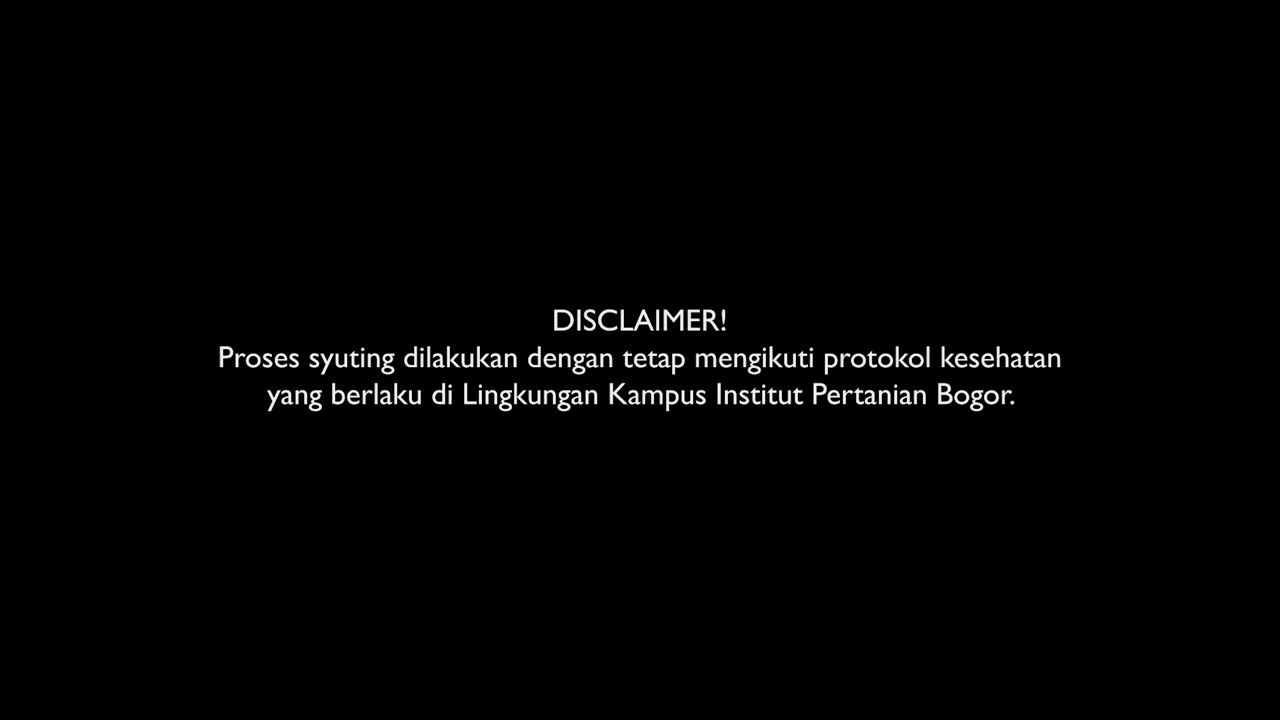 DISCLAIMER!
Proses syuting dilakukan dengan tetap mengikuti protokol kesehatan
yang berlaku di Lingkungan Kampus Institut Pertanian Bogor.